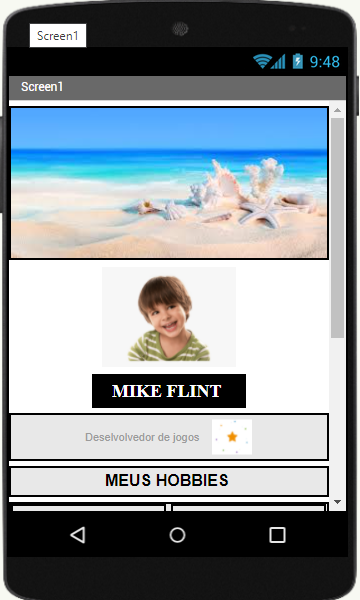 Screen1
9:48
Screen1
MIKE FLINT
Deselvolvedor de jogos
MEUS HOBBIES